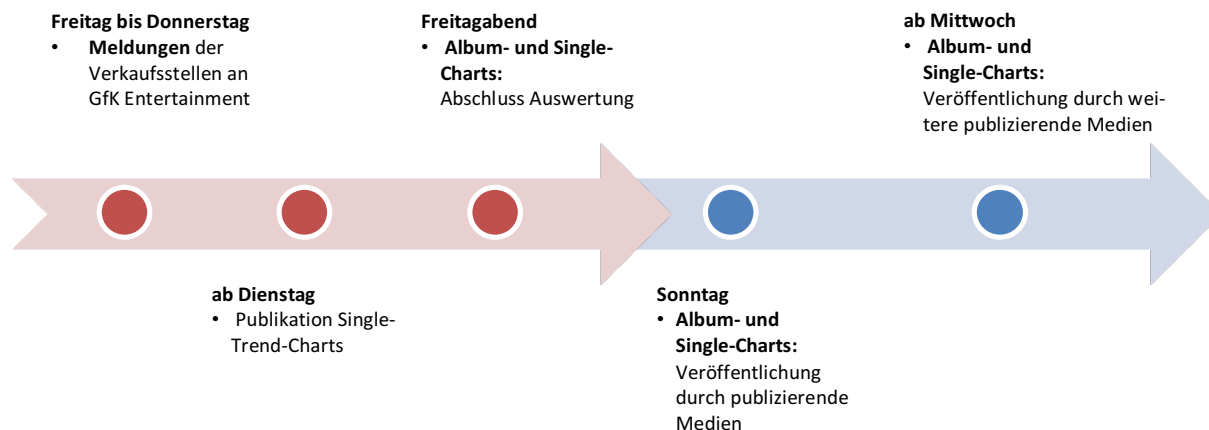 Freitag bis Donnerstag
• Meldungen der
Verkaufsstellen an
GfK Entertainment
Freitagabend
• Album- und Single-
Charts:
Abschluss Auswertung
ab Mittwoch
• Album- und
Single-Charts:
Veröffentlichung durch wei-
tere publizierende Medien
ab Dienstag
• Publikation Single-
Trend-Charts
Sonntag
• Album- und
Single-Charts:
Veröffentlichung
durch publizierende
Medien